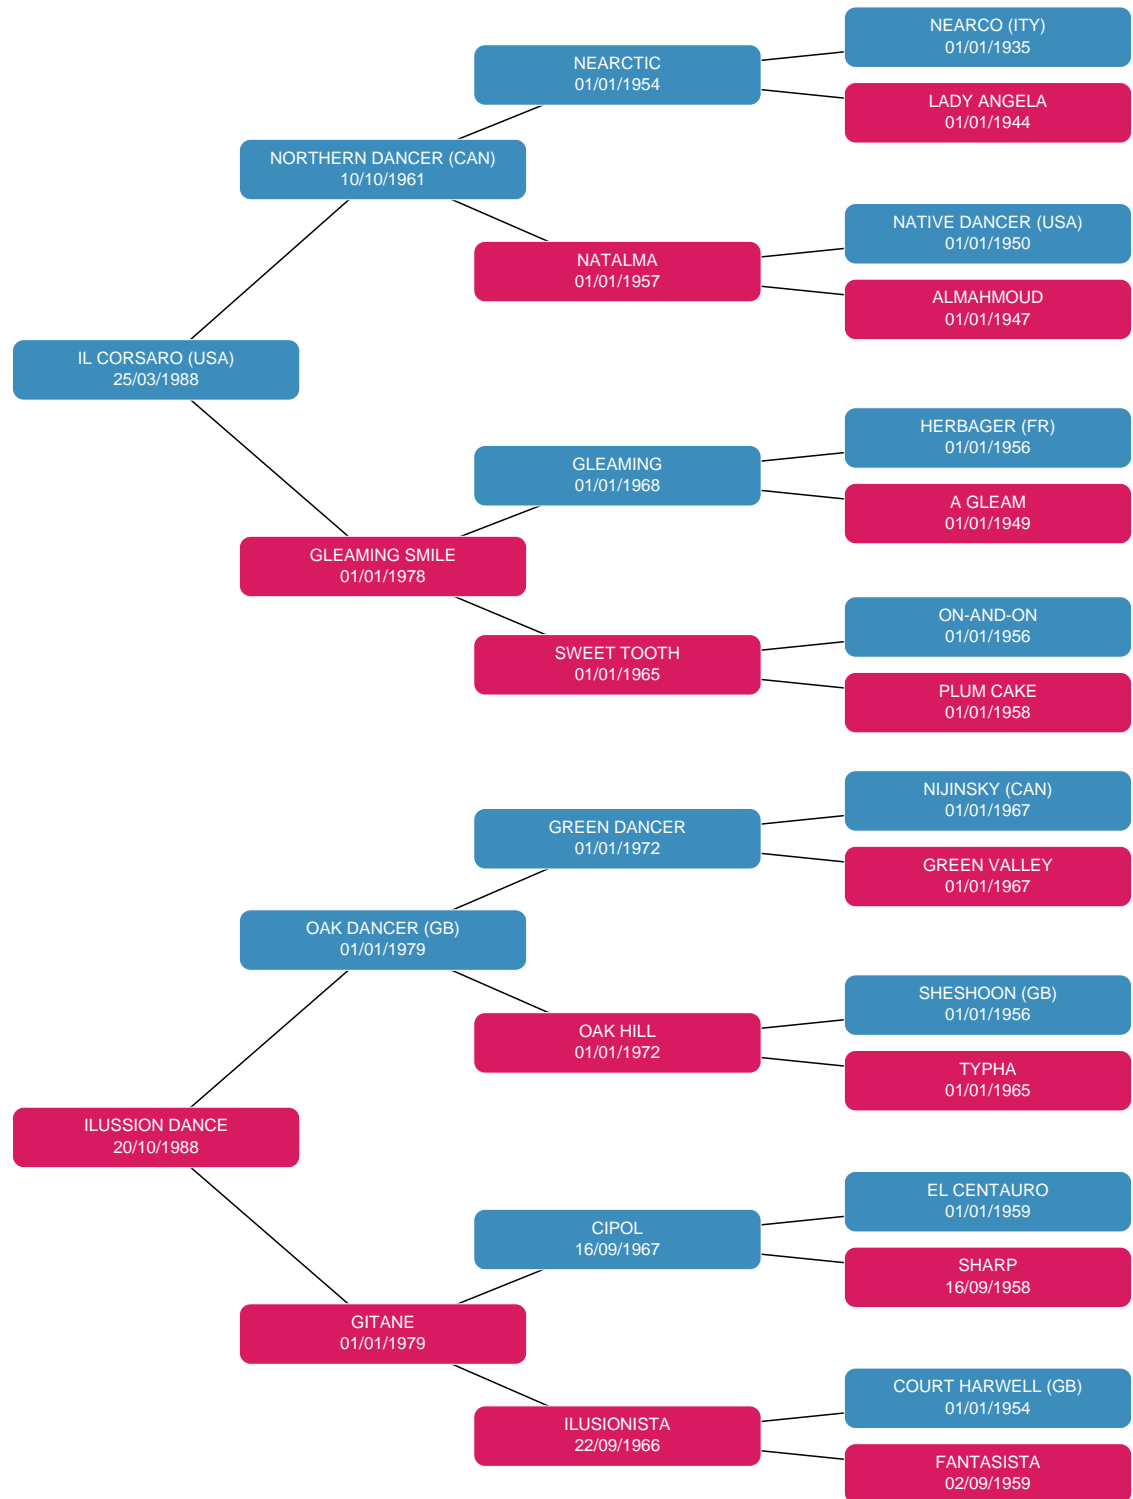 NEARCO (ITY)
01/01/1935
NEARCTIC
01/01/1954
LADY ANGELA
01/01/1944
NORTHERN DANCER (CAN)
10/10/1961
NATIVE DANCER (USA)
01/01/1950
NATALMA
01/01/1957
ALMAHMOUD
01/01/1947
IL CORSARO (USA)
25/03/1988
HERBAGER (FR)
01/01/1956
GLEAMING
01/01/1968
A GLEAM
01/01/1949
GLEAMING SMILE
01/01/1978
ON-AND-ON
01/01/1956
SWEET TOOTH
01/01/1965
PLUM CAKE
01/01/1958
NIJINSKY (CAN)
01/01/1967
GREEN DANCER
01/01/1972
GREEN VALLEY
01/01/1967
OAK DANCER (GB)
01/01/1979
SHESHOON (GB)
01/01/1956
OAK HILL
01/01/1972
TYPHA
01/01/1965
ILUSSION DANCE
20/10/1988
EL CENTAURO
01/01/1959
CIPOL
16/09/1967
SHARP
16/09/1958
GITANE
01/01/1979
COURT HARWELL (GB)
01/01/1954
ILUSIONISTA
22/09/1966
FANTASISTA
02/09/1959